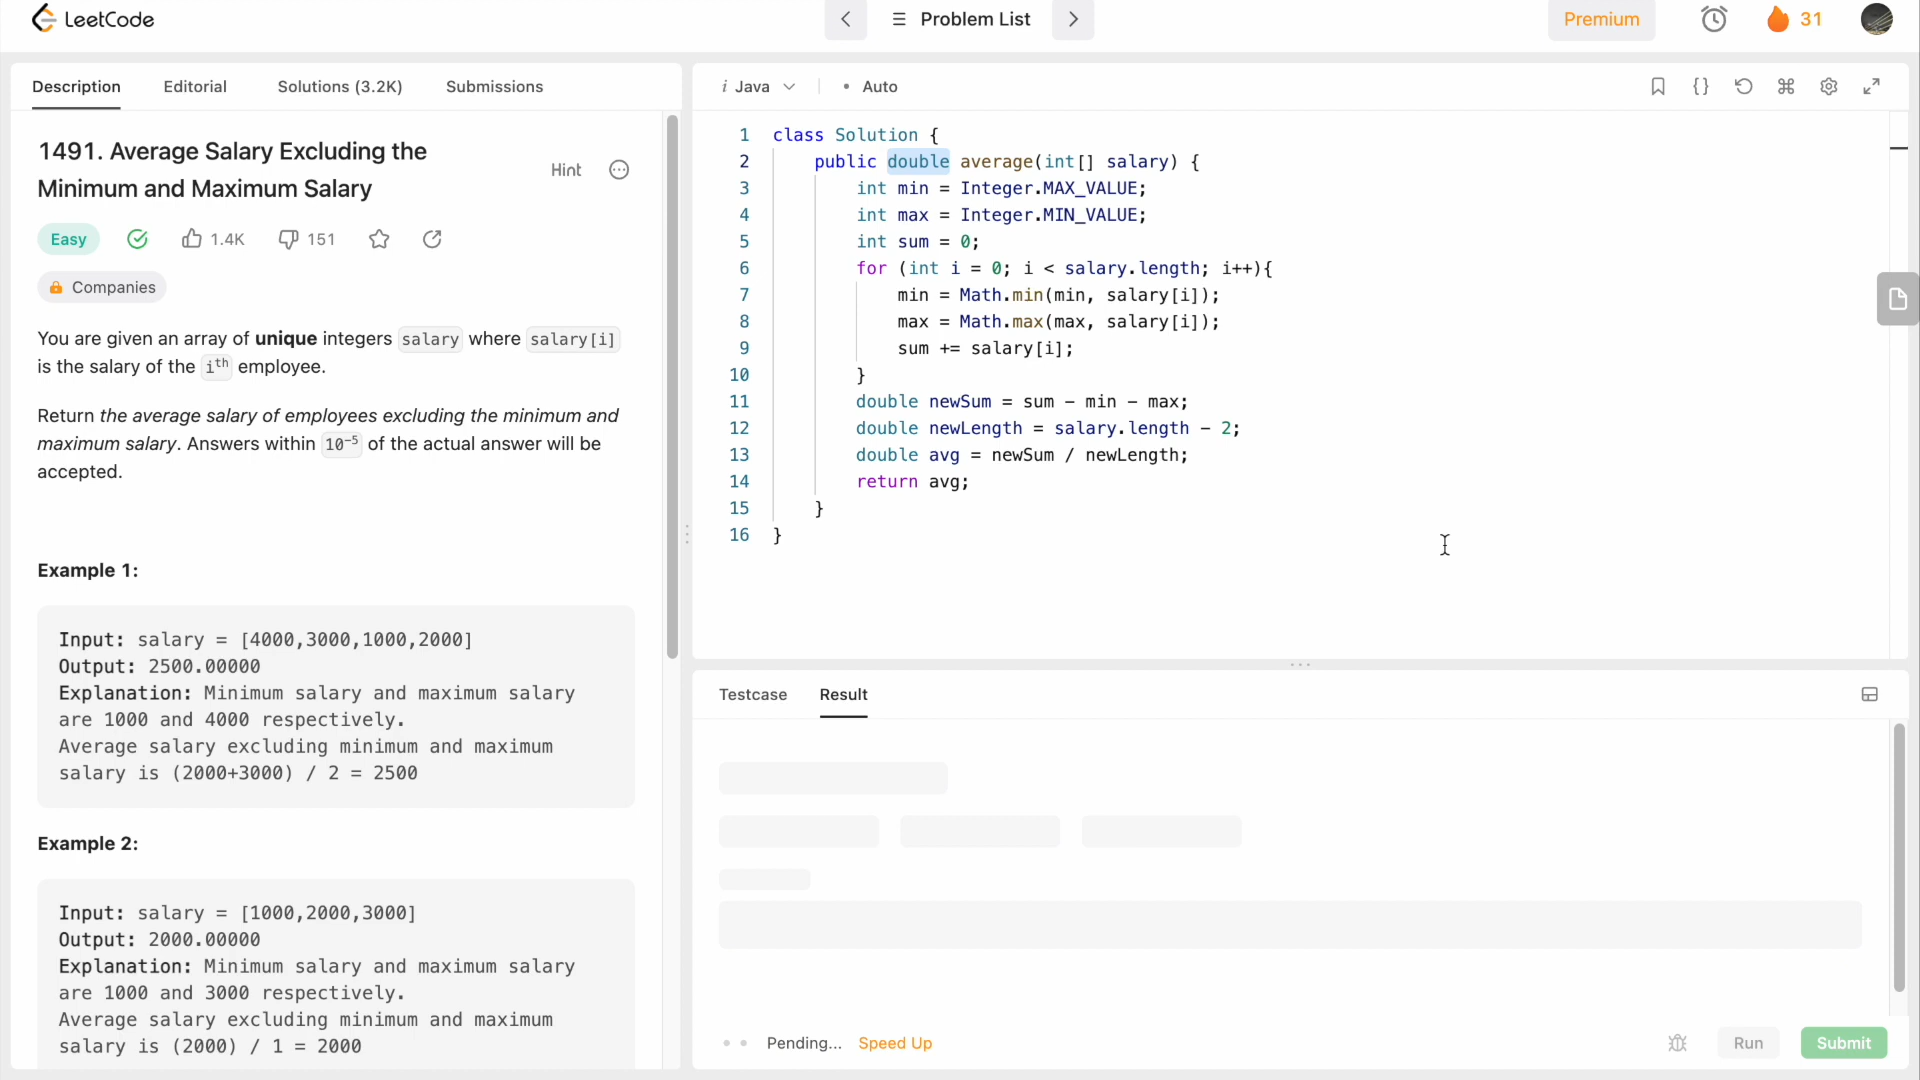 LeetCode
Problem List
Premium
31
Description
Editorial
Solutions (3.2K)
Submissions
1491. Average Salary Excluding the
Minimum and Maximum Salary
Hint
Easy
1.4K
151
Companies
You are given an array of unique integers salary where salary[i]
is the salary of the ith employee.
Return the average salary of employees excluding the minimum and
maximum salary. Answers within 10⁻⁵ of the actual answer will be
accepted.
Example 1:
Input: salary = [4000,3000,1000,2000]
Output: 2500.00000
Explanation: Minimum salary and maximum salary
are 1000 and 4000 respectively.
Average salary excluding minimum and maximum
salary is (2000+3000) / 2 = 2500
Example 2:
Input: salary = [1000,2000,3000]
Output: 2000.00000
Explanation: Minimum salary and maximum salary
are 1000 and 3000 respectively.
Average salary excluding minimum and maximum
salary is (2000) / 1 = 2000
i Java
• Auto
{}
1 class Solution {
2 public double average(int[] salary) {
3 int min = Integer.MAX_VALUE;
4 int max = Integer.MIN_VALUE;
5 int sum = 0;
6 for (int i = 0; i < salary.length; i++){
7 min = Math.min(min, salary[i]);
8 max = Math.max(max, salary[i]);
9 sum += salary[i];
10 }
11 double newSum = sum - min - max;
12 double newLength = salary.length - 2;
13 double avg = newSum / newLength;
14 return avg;
15 }
16 }
Testcase
Result
Pending...
Speed Up
Run
Submit